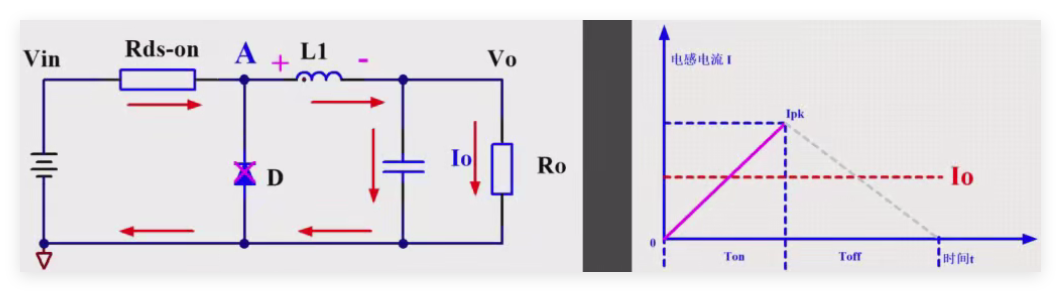 Vin
Rds-on
A
+
L1
-
Vo
D
Io
Ro
电感电流 I
Ipk
Io
0
Ton
Toff
时间t